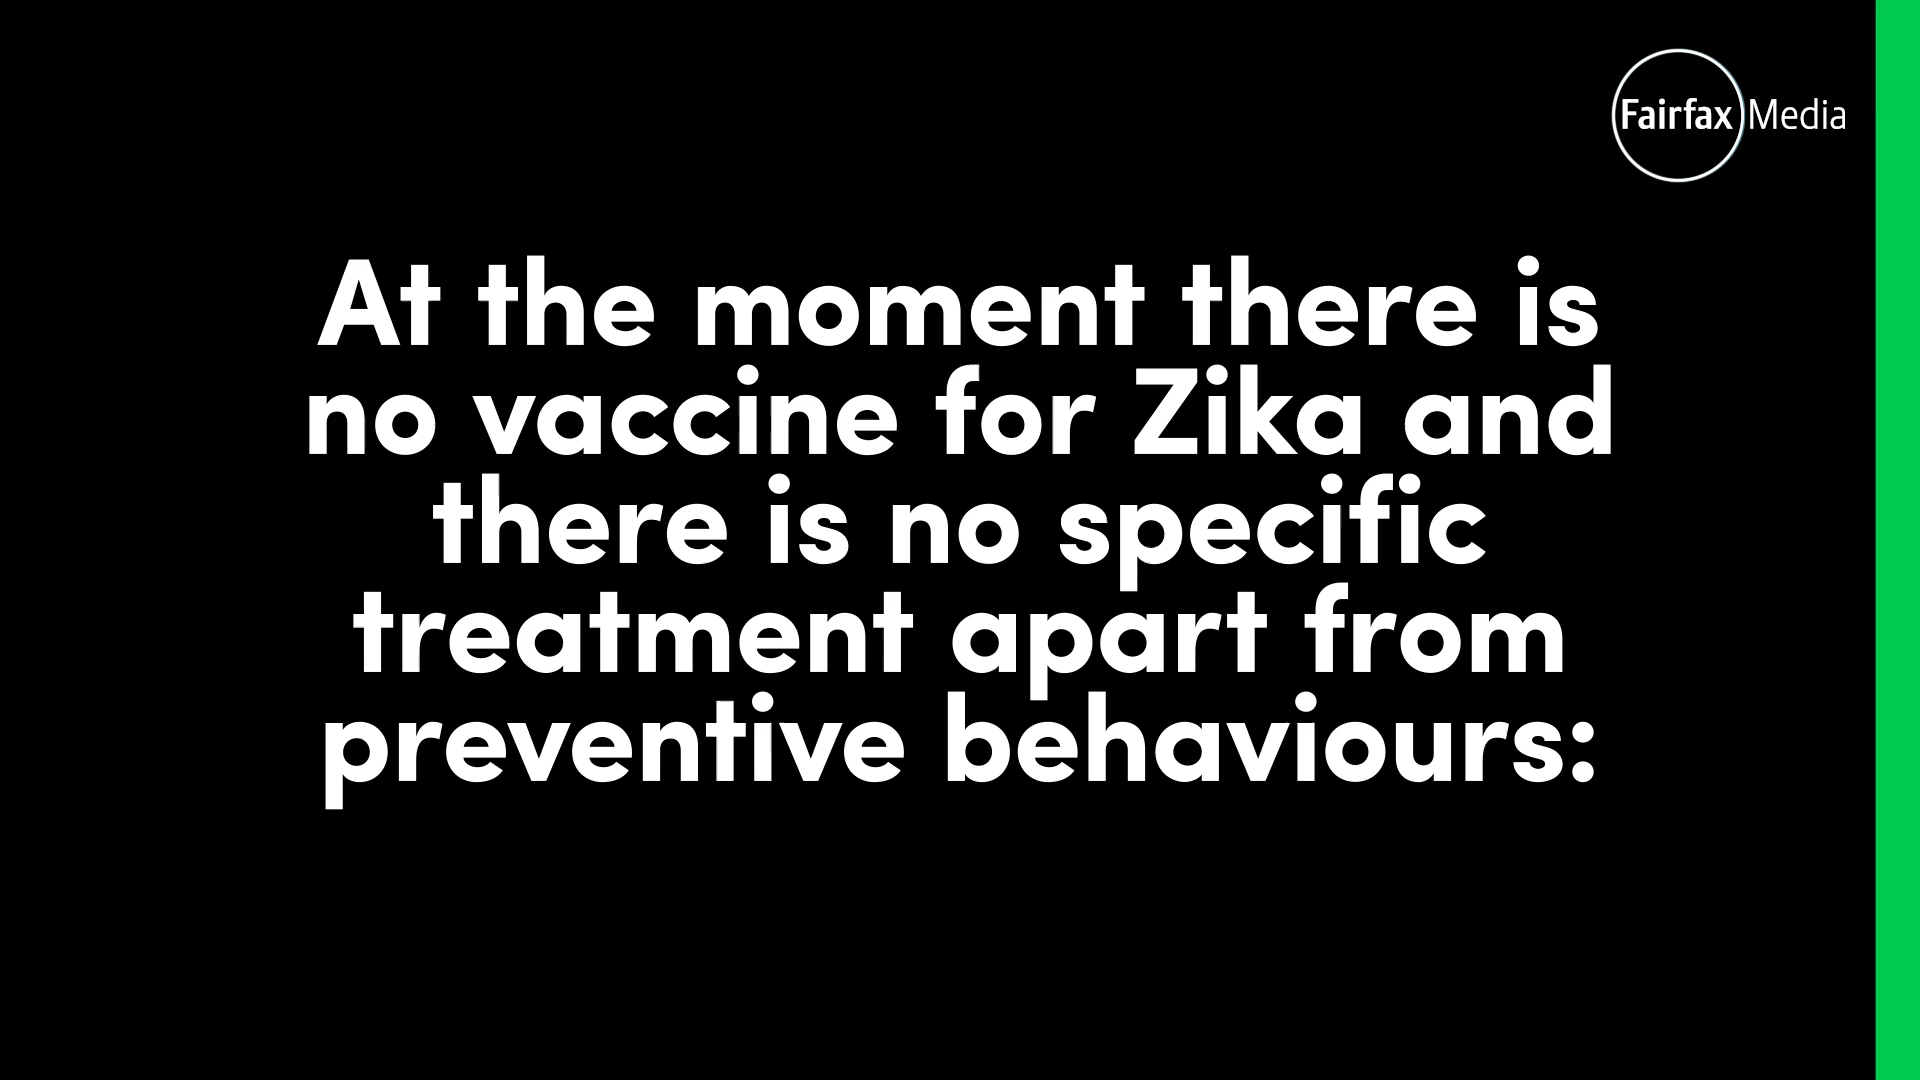 Fairfax Media
At the moment there is
no vaccine for Zika and
there is no specific
treatment apart from
preventive behaviours: